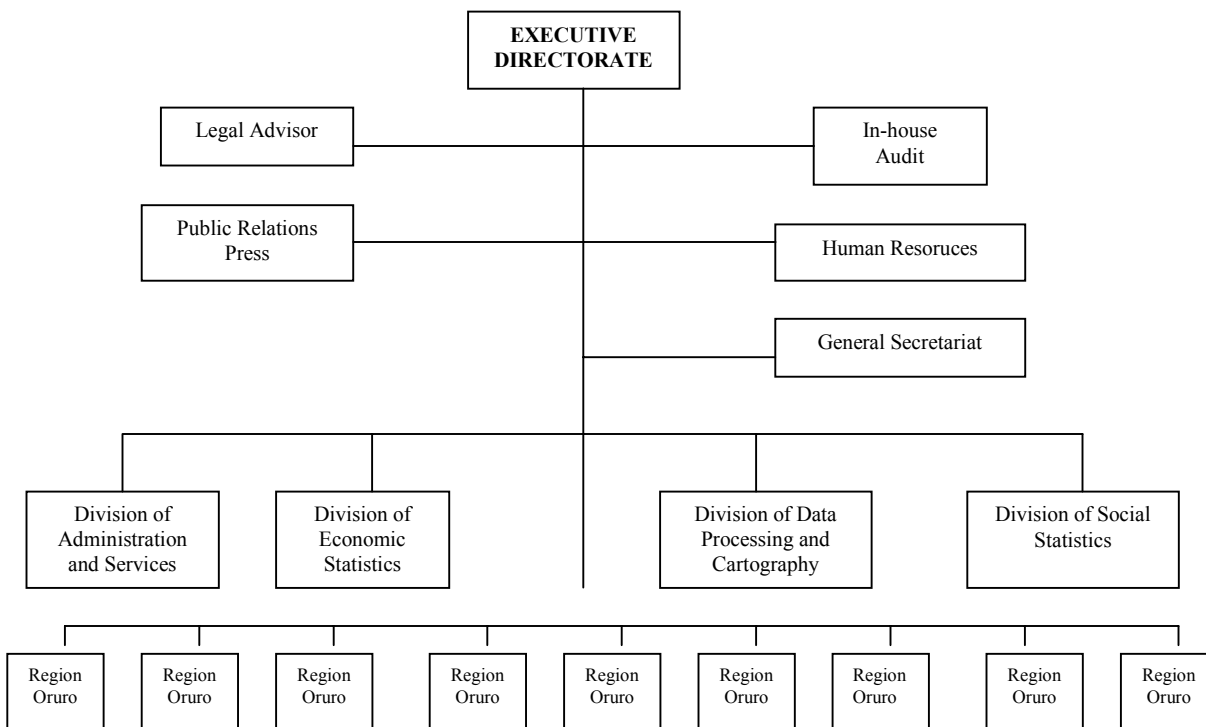 EXECUTIVE
DIRECTORATE
Legal Advisor
In-house
Audit
Public Relations
Press
Human Resoruces
General Secretariat
Division of
Administration
and Services
Division of
Economic
Statistics
Division of Data
Processing and
Cartography
Division of Social
Statistics
Region
Oruro
Region
Oruro
Region
Oruro
Region
Oruro
Region
Oruro
Region
Oruro
Region
Oruro
Region
Oruro
Region
Oruro